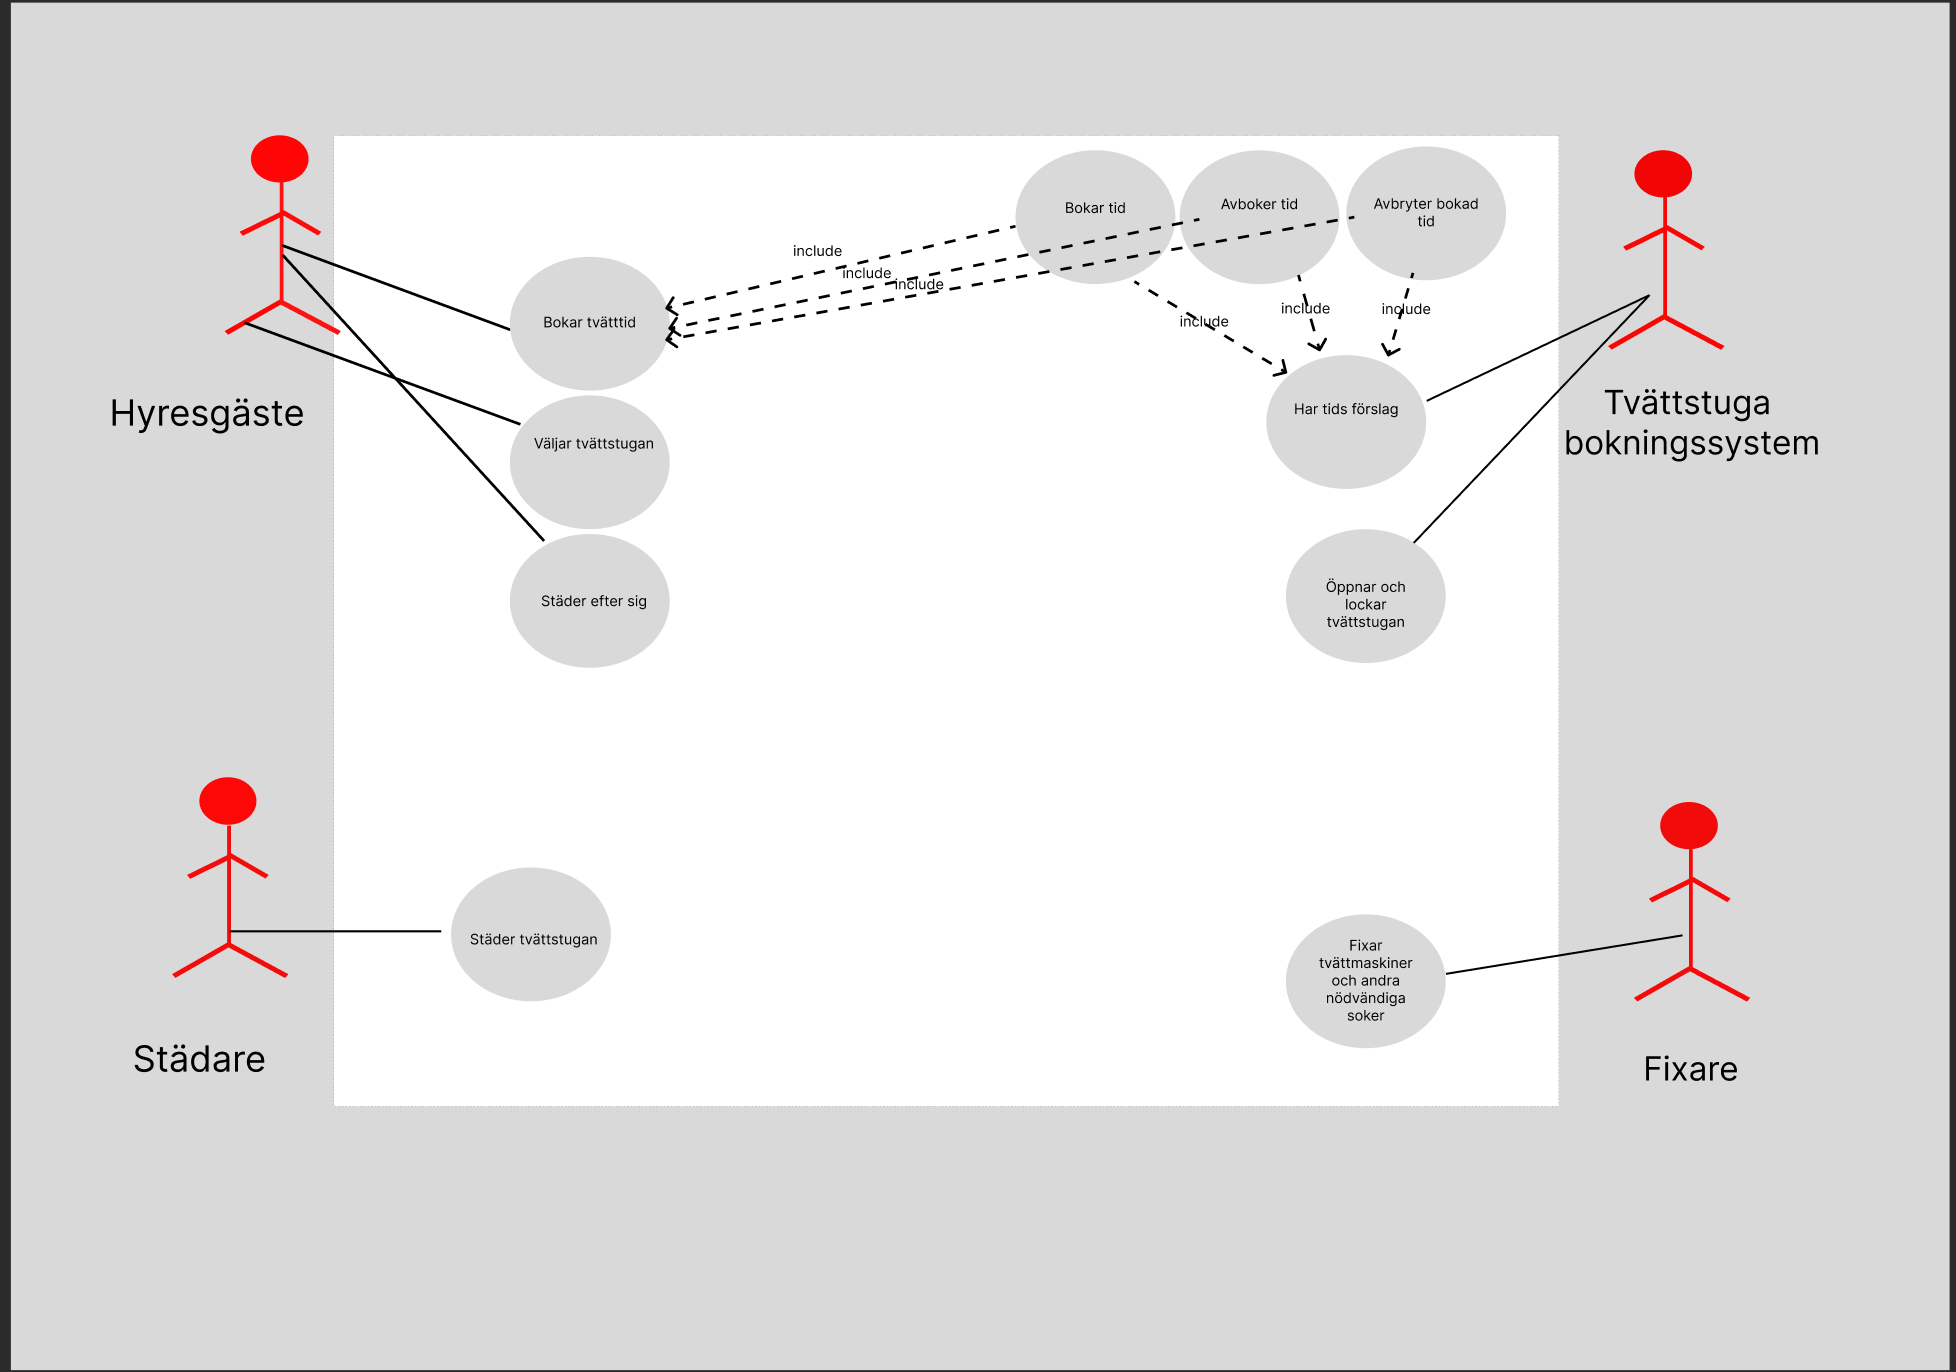 Bokar tid
Avboker tid
Avbryter bokad
tid
include
include
include
include
include
include
Bokar tvätttid
Hyresgäste
Väljar tvättstugan
Har tids förslag
Tvättstuga
bokningssystem
Städer efter sig
Öppnar och
lockar
tvättstugan
Städer tvättstugan
Fixar
tvättmaskiner
och andra
nödvändiga
soker
Städare
Fixare